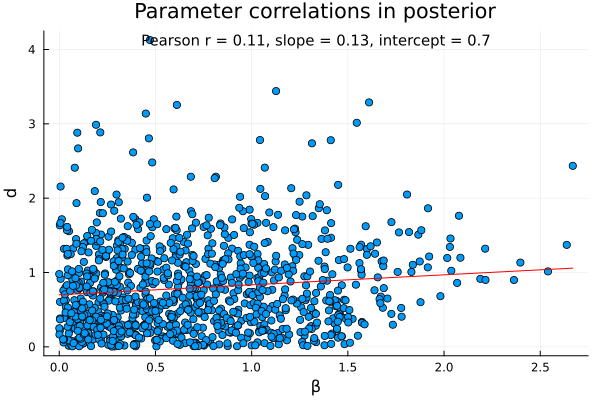 Parameter correlations in posterior
Pearson r = 0.11, slope = 0.13, intercept = 0.7
4
3
d
2
1
0
0.0 0.5 1.0 1.5 2.0 2.5
β